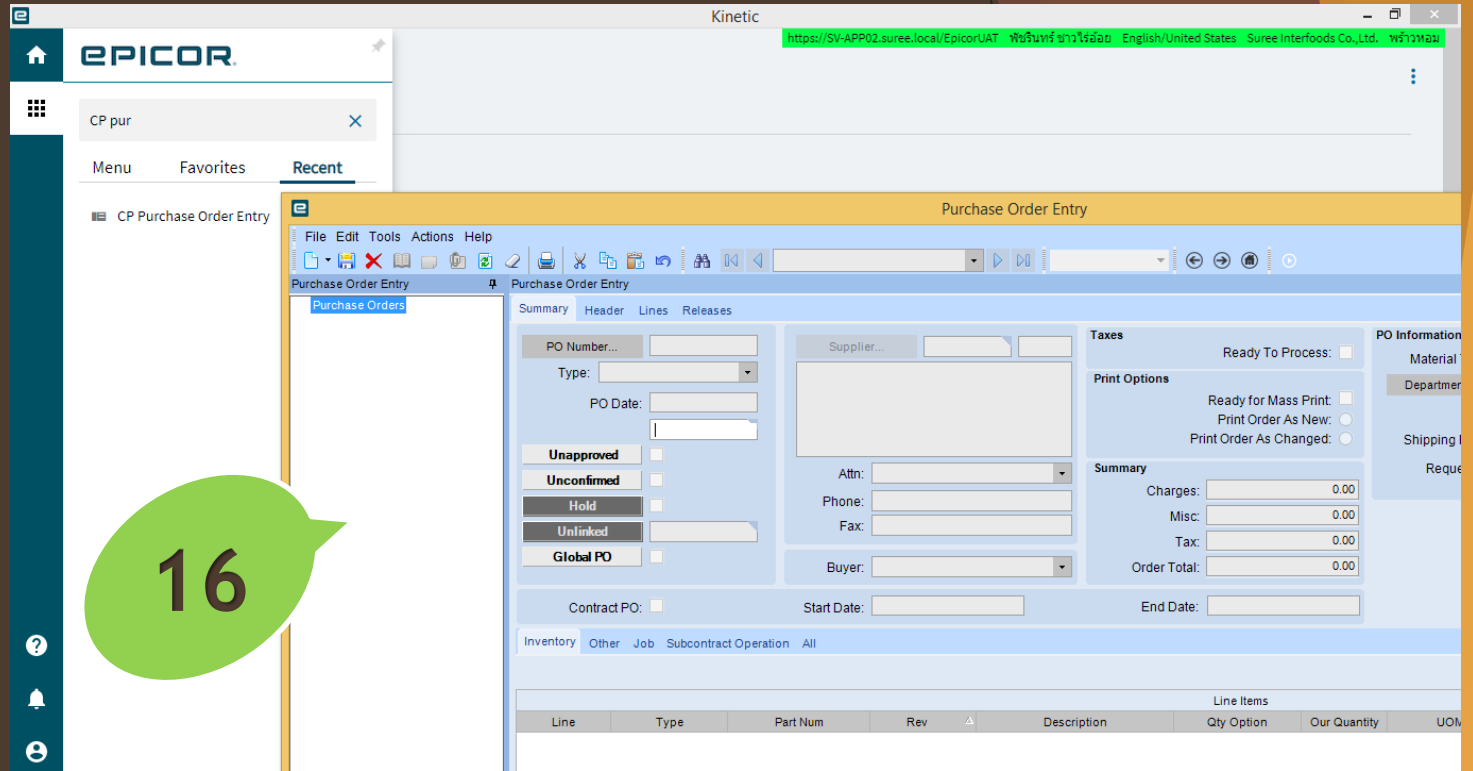 Kinetic
https://SV-APP02.suree.local/EpicorUAT พัชรินทร์ ชาวไร่อ้อย English/United States Suree Interfoods Co.,Ltd. พร้าวหอม
EPICOR
CP pur
Menu Favorites Recent
CP Purchase Order Entry
Purchase Order Entry
File Edit Tools Actions Help
Purchase Order Entry
Purchase Order Entry
Purchase Orders
Summary Header Lines Releases
PO Number...
Type:
PO Date:
Unapproved
Unconfirmed
Hold
Unlinked
Global PO
Supplier...
Attn:
Phone:
Fax:
Buyer:
Taxes
Ready To Process:
Print Options
Ready for Mass Print:
Print Order As New:
Print Order As Changed:
Summary
Charges: 0.00
Misc: 0.00
Tax: 0.00
Order Total: 0.00
PO Information
Material
Departmen
Shipping
Reque
Contract PO: Start Date: End Date:
Inventory Other Job Subcontract Operation All
Line Items
Line Type Part Num Rev Description Qty Option Our Quantity UOM
16